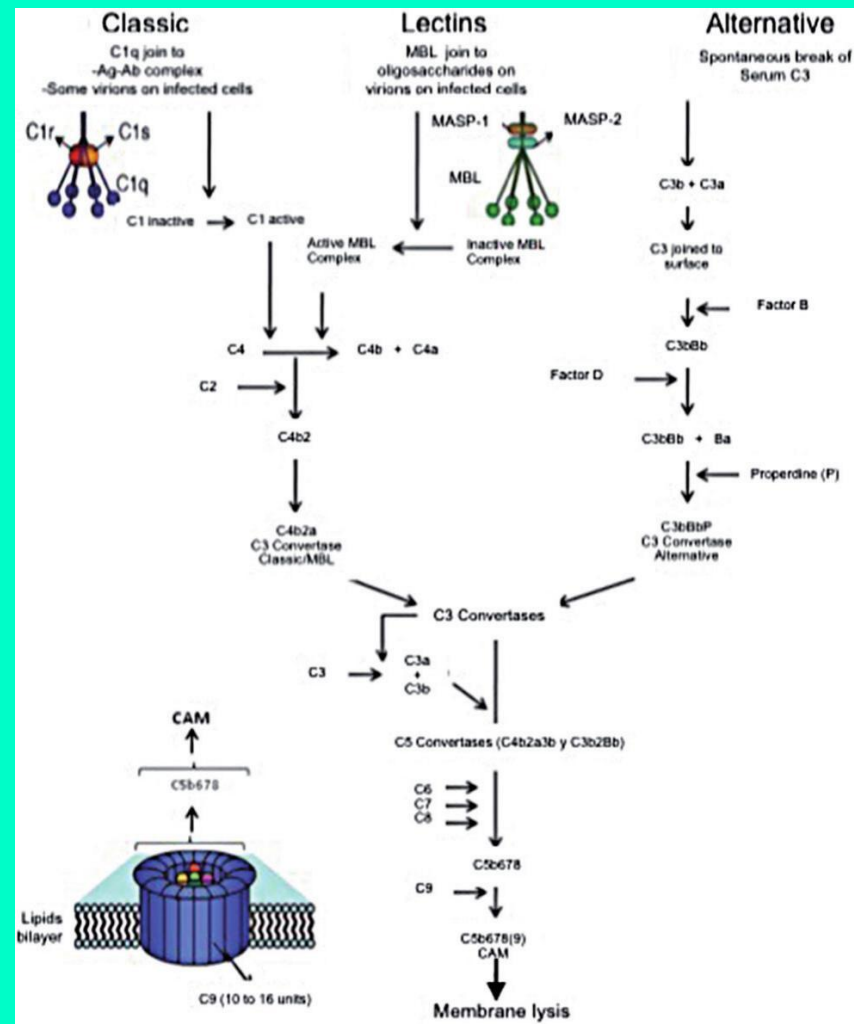 Classic
C1q join to
-Ag-Ab complex
-Some virions on infected cells
C1r
C1s
C1q
C1 inactive
C1 active
Lectins
MBL join to
oligosaccharides on
virions on infected cells
MASP-1
MASP-2
MBL
Active MBL
Complex
Inactive MBL
Complex
C4
C4b + C4a
C2
C4b2
C4b2a
C3 Convertase
Classic/MBL
Alternative
Spontaneous break of
Serum C3
C3b + C3a
C3 joined to
surface
Factor B
C3bBb
Factor D
C3bBb + Ba
Properdine (P)
C3bBbP
C3 Convertase
Alternative
C3 Convertases
C3
C3a
+
C3b
C5 Convertases (C4b2a3b y C3b2Bb)
C6
C7
C8
C5b678
C9
C5b678(9)
CAM
Membrane lysis
CAM
C5b678
Lipids
bilayer
C9 (10 to 16 units)